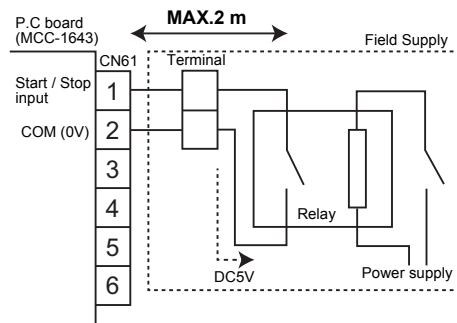 P.C board
(MCC-1643)
MAX.2 m
Field Supply
CN61
Terminal
Start / Stop
input
1
COM (0V)
2
3
4
5
6
Relay
DC5V
Power supply